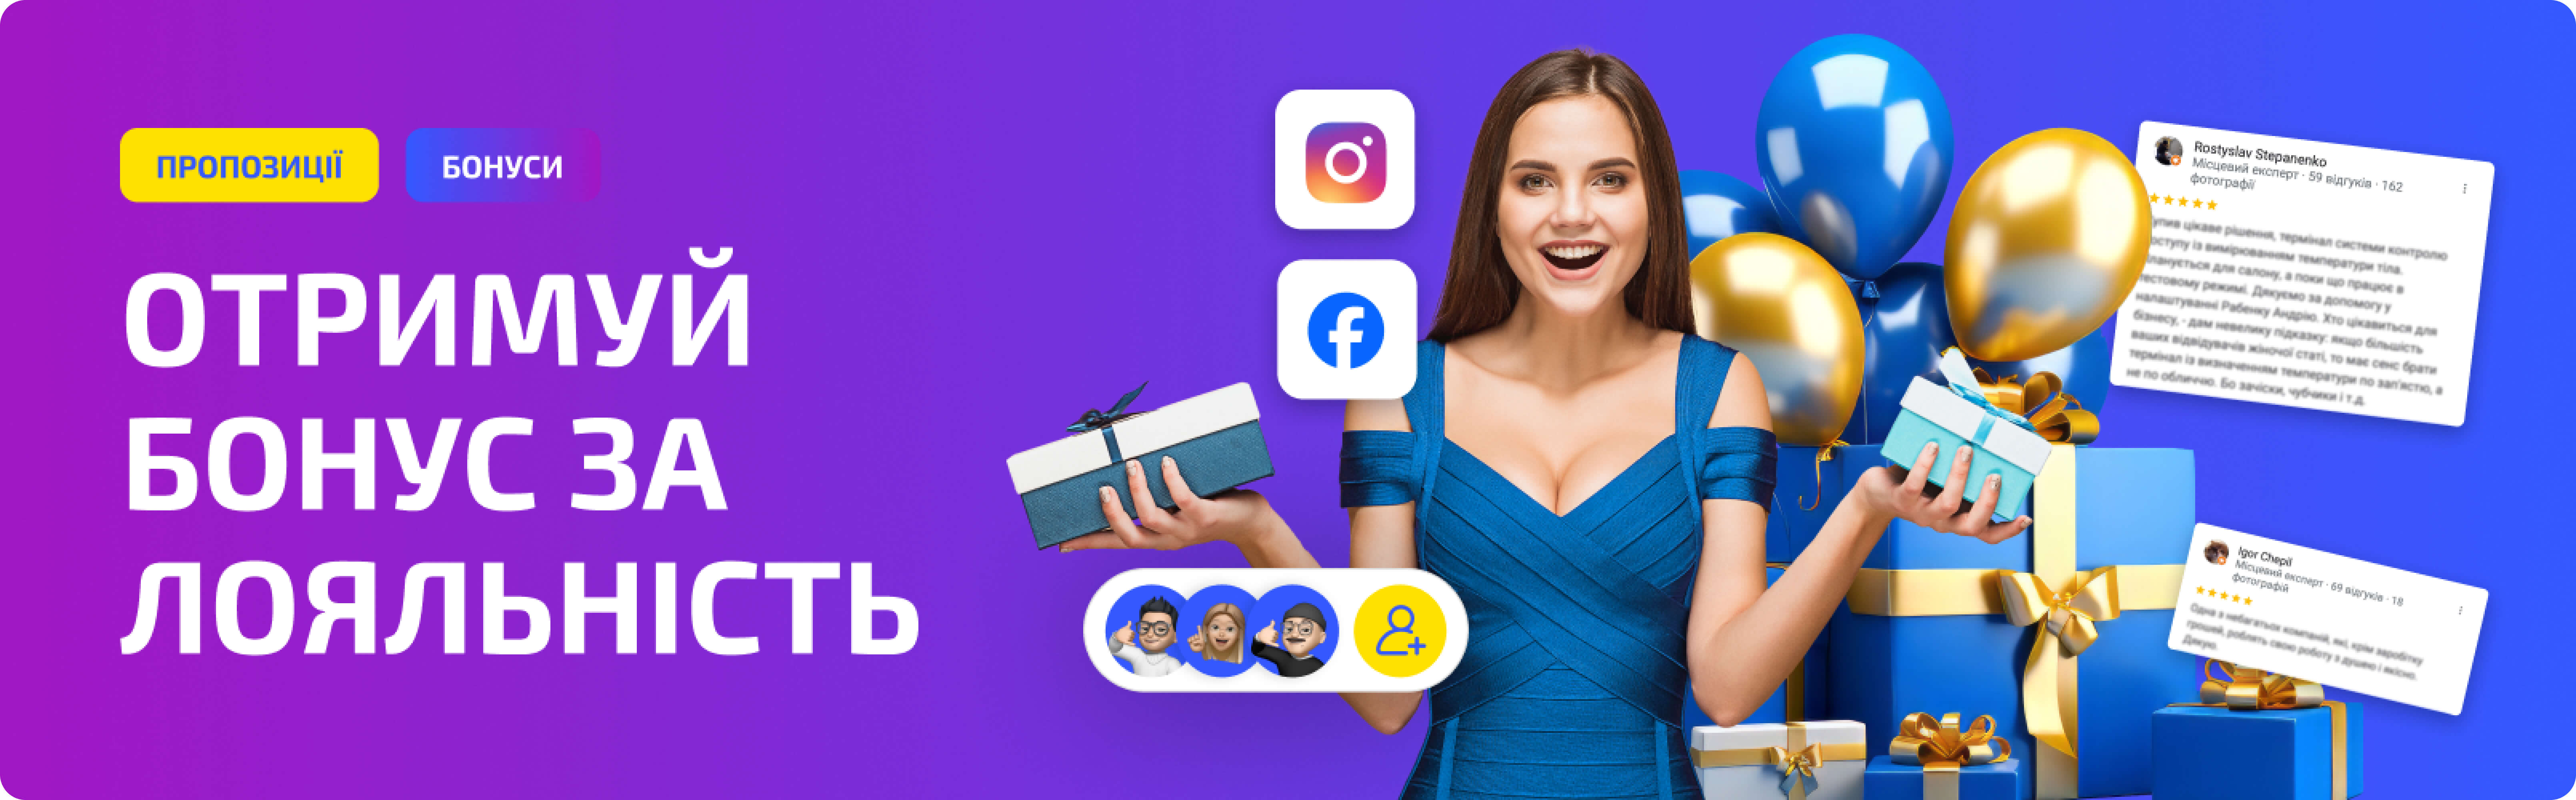 ПРОПОЗИЦІЇ
БОНУСИ
ОТРИМУЙ
БОНУС ЗА
ЛОЯЛЬНІСТЬ
Rostyslav Stepanenko
Місцевий експерт · 59 відгуків · 162
фотографії
упив цікаве рішення, термінал системи контролю
оступу із вимірюванням температури тіла.
ланується для салону, а поки що працює в
тестовому режимі. Дякуємо за допомогу у
налаштуванні Рабенку Андрію. Хто цікавиться для
бізнесу, - дам невелику підказку: якщо більшість
ваших відвідувачів жіночої статі, то має сенс брати
термінал із визначенням температури по зап'ястю, а
не по обличчю. Бо зачіски, чубчики і т.д.
Igor Chepil
Місцевий експерт · 69 відгуків · 18
фотографій
Одна з небагатьох компаній, які, крім заробітку
грошей, роблять свою роботу з душею і якісно.
Дякую.